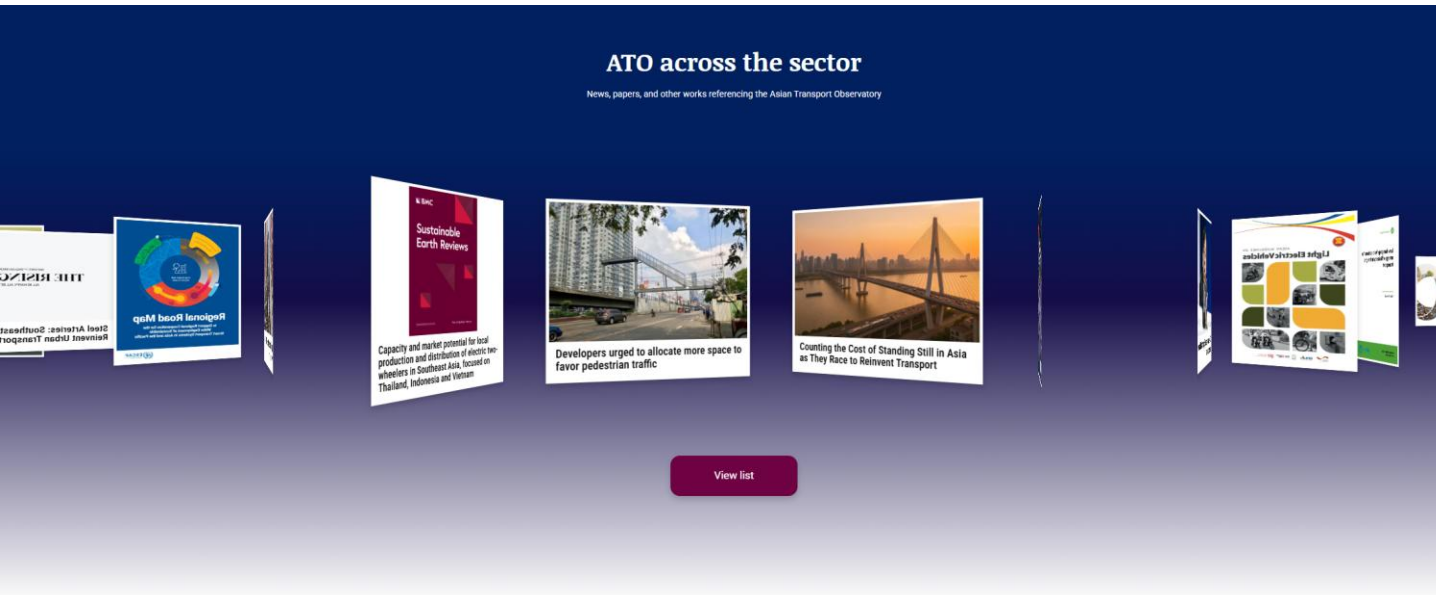 ATO across the sector
News, papers, and other works referencing the Asian Transport Observatory
THE RISING
Steel Arteries: Southeast
Reinvent Urban Transport
Regional Road Map
ESCAP
BMC
Sustainable
Earth Reviews
Capacity and market potential for local
production and distribution of electric two-
wheelers in Southeast Asia, focused on
Thailand, Indonesia and Vietnam
Developers urged to allocate more space to
favor pedestrian traffic
Counting the Cost of Standing Still in Asia
as They Race to Reinvent Transport
Light Electric Vehicles
View list